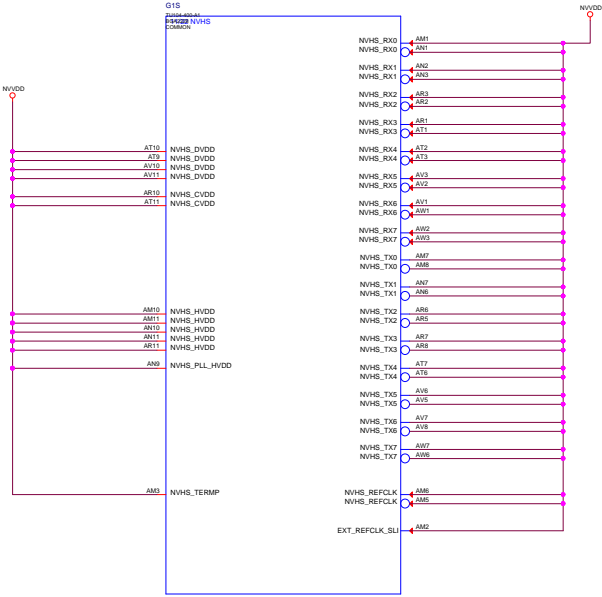 G1S
COMMON
NVVDD
NVVDD
AT10 NVHS_DVDD
AT9 NVHS_DVDD
AV10 NVHS_DVDD
AV11 NVHS_DVDD
AR10 NVHS_CVDD
AT11 NVHS_CVDD
AM10 NVHS_HVDD
AM11 NVHS_HVDD
AN10 NVHS_HVDD
AN11 NVHS_HVDD
AR11 NVHS_HVDD
AN9 NVHS_PLL_HVDD
AM3 NVHS_TERMP
NVHS_RX0 AM1
NVHS_RX0 AN1
NVHS_RX1 AN2
NVHS_RX1 AN3
NVHS_RX2 AR3
NVHS_RX2 AR2
NVHS_RX3 AR1
NVHS_RX3 AT1
NVHS_RX4 AT2
NVHS_RX4 AT3
NVHS_RX5 AV3
NVHS_RX5 AV2
NVHS_RX6 AV1
NVHS_RX6 AW1
NVHS_RX7 AW2
NVHS_RX7 AW3
NVHS_TX0 AM7
NVHS_TX0 AM8
NVHS_TX1 AN7
NVHS_TX1 AN6
NVHS_TX2 AR6
NVHS_TX2 AR5
NVHS_TX3 AR7
NVHS_TX3 AR8
NVHS_TX4 AT7
NVHS_TX4 AT6
NVHS_TX5 AV6
NVHS_TX5 AV5
NVHS_TX6 AV7
NVHS_TX6 AV8
NVHS_TX7 AW7
NVHS_TX7 AW6
NVHS_REFCLK AM6
NVHS_REFCLK AM5
EXT_REFCLK_SLI AM2